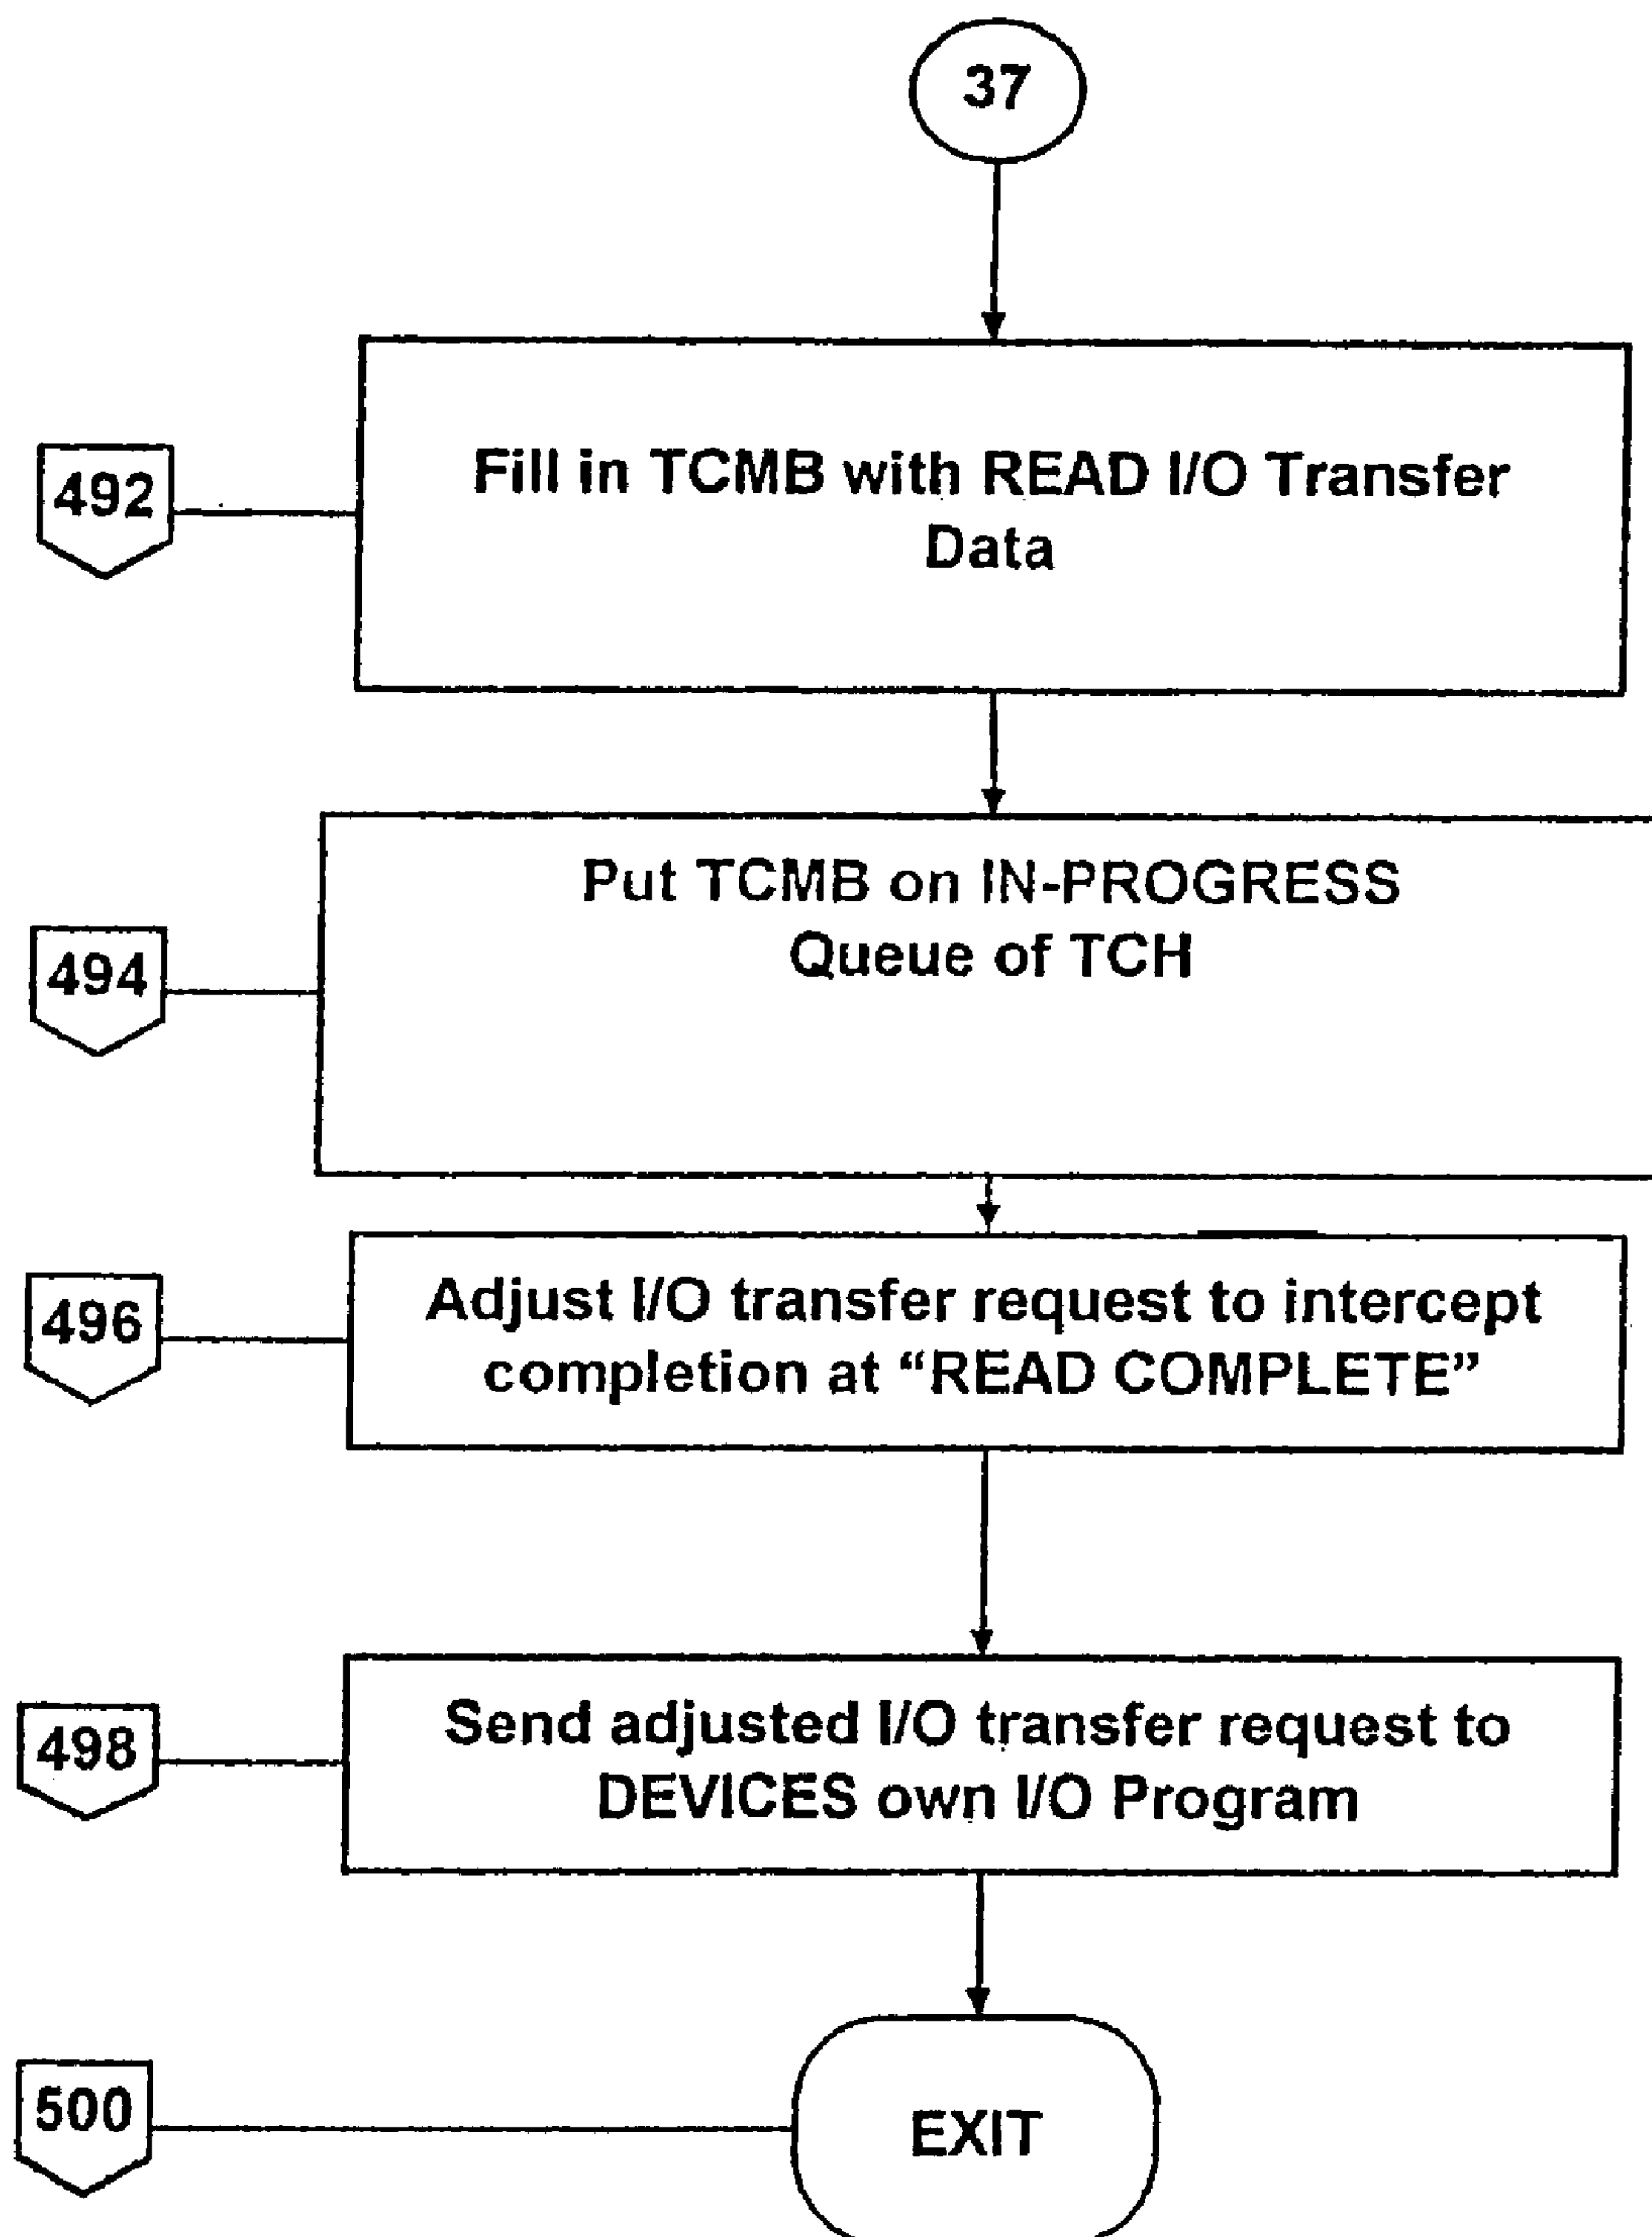 37
492
Fill in TCMB with READ I/O Transfer
Data
494
Put TCMB on IN-PROGRESS
Queue of TCH
496
Adjust I/O transfer request to intercept
completion at “READ COMPLETE”
498
Send adjusted I/O transfer request to
DEVICES own I/O Program
500
EXIT